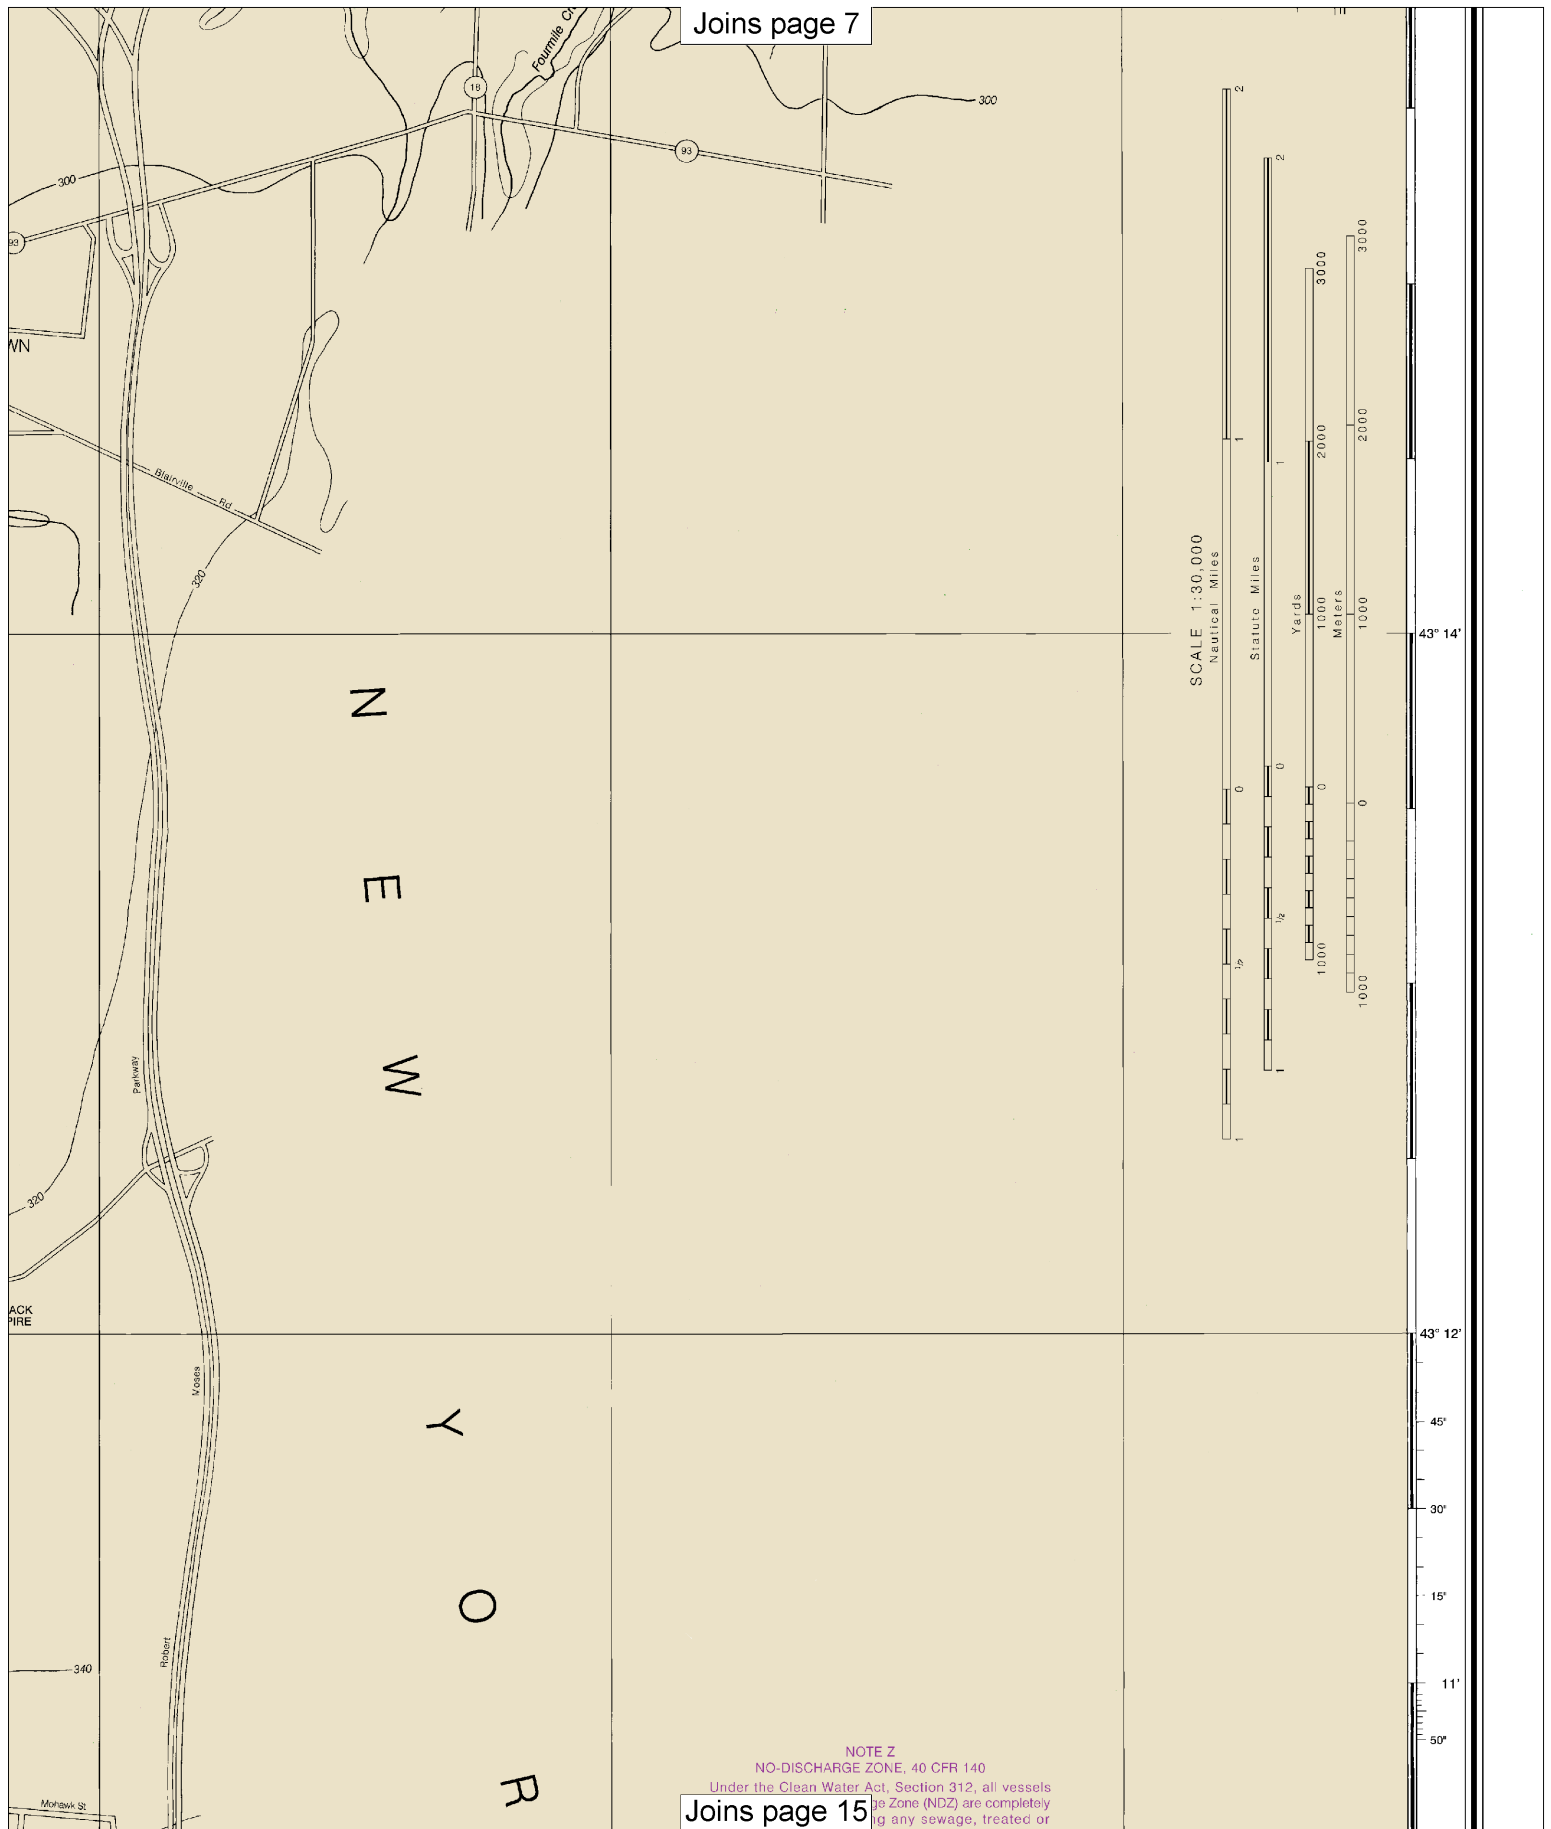 Joins page 7
Fourmile
18
300
93
300
93
WN
Blairville Rd
320
SCALE 1:30,000
Nautical Miles
2
1
0
1/2
1
Statute Miles
2
1
0
1/2
1
Yards
3000
2000
1000
0
1000
Meters
3000
2000
1000
0
1000
43° 14'
N
E
W
Parkway
320
ACK
PIRE
43° 12'
Moses
45"
Y
30"
O
15"
Robert
340
11'
50"
R
NOTE Z
NO-DISCHARGE ZONE, 40 CFR 140
Under the Clean Water Act, Section 312, all vessels
ge Zone (NDZ) are completely
ng any sewage, treated or
Mohawk St
Joins page 15